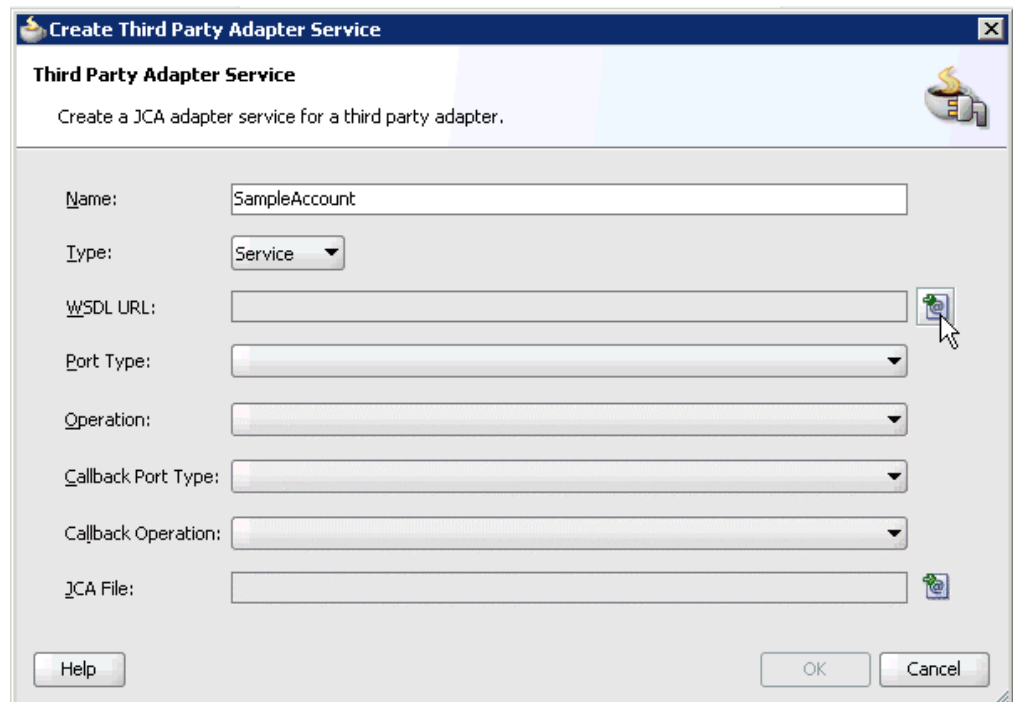 Create Third Party Adapter Service
Third Party Adapter Service
Create a JCA adapter service for a third party adapter.
Name: SampleAccount
Type: Service
WSDL URL:
Port Type:
Operation:
Callback Port Type:
Callback Operation:
JCA File:
Help OK Cancel